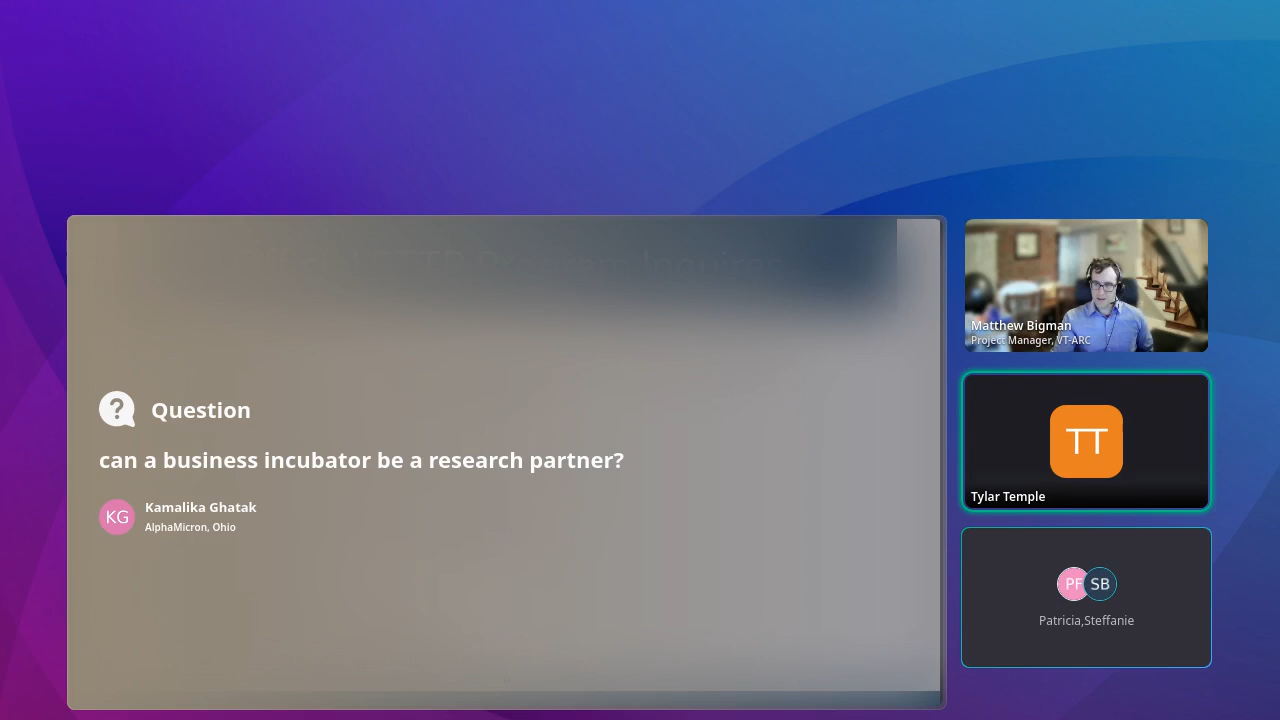 Question
can a business incubator be a research partner?
KG
Kamalika Ghatak
AlphaMicron, Ohio
Matthew Bigman
Project Manager, VT-ARC
TT
Tylar Temple
PF SB
Patricia,Steffanie